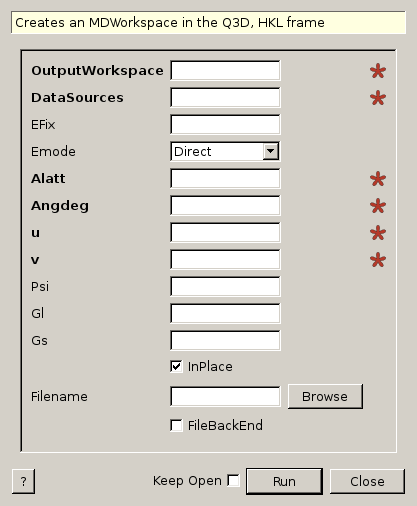 Creates an MDWorkspace in the Q3D, HKL frame
OutputWorkspace
DataSources
EFix
Emode Direct
Alatt
Angdeg
u
v
Psi
Gl
Gs
InPlace
Filename Browse
FileBackEnd
? Keep Open Run Close